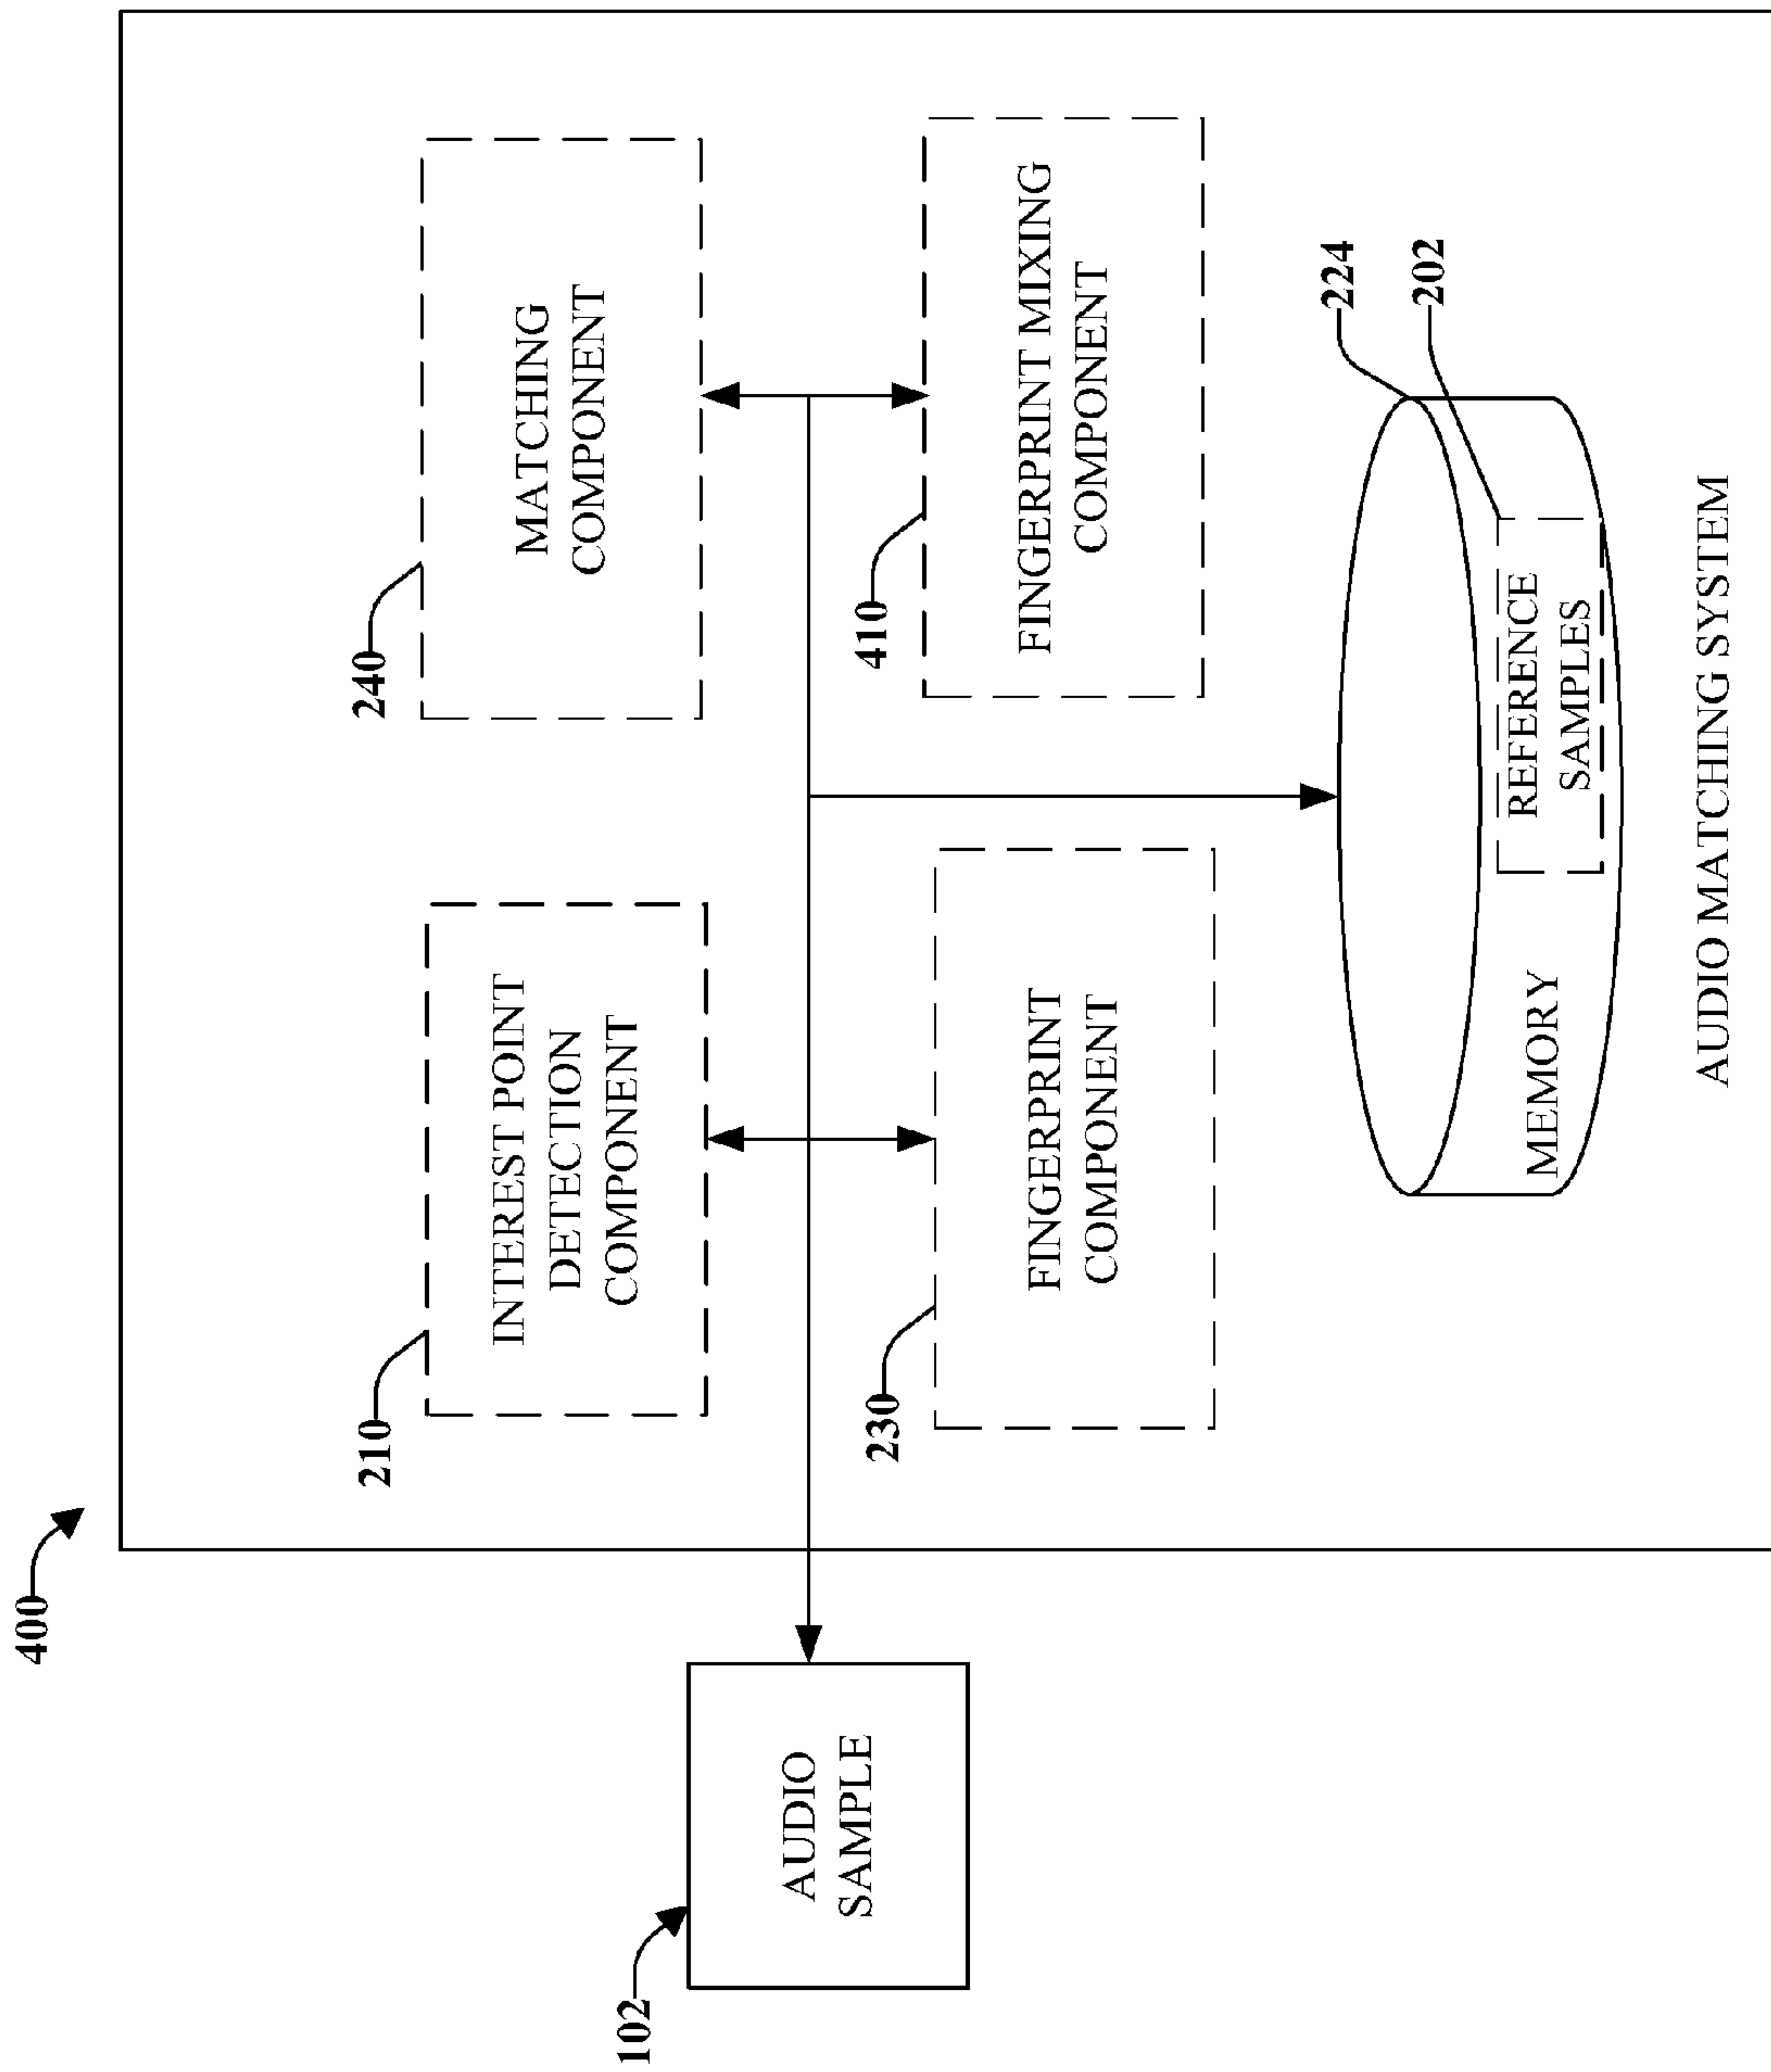 400
102
AUDIO
SAMPLE
210
INTEREST POINT
DETECTION
COMPONENT
240
MATCHING
COMPONENT
230
FINGERPRINT
COMPONENT
410
FINGERPRINT MIXING
COMPONENT
224
202
MEMORY
REFERENCE
SAMPLES
AUDIO MATCHING SYSTEM